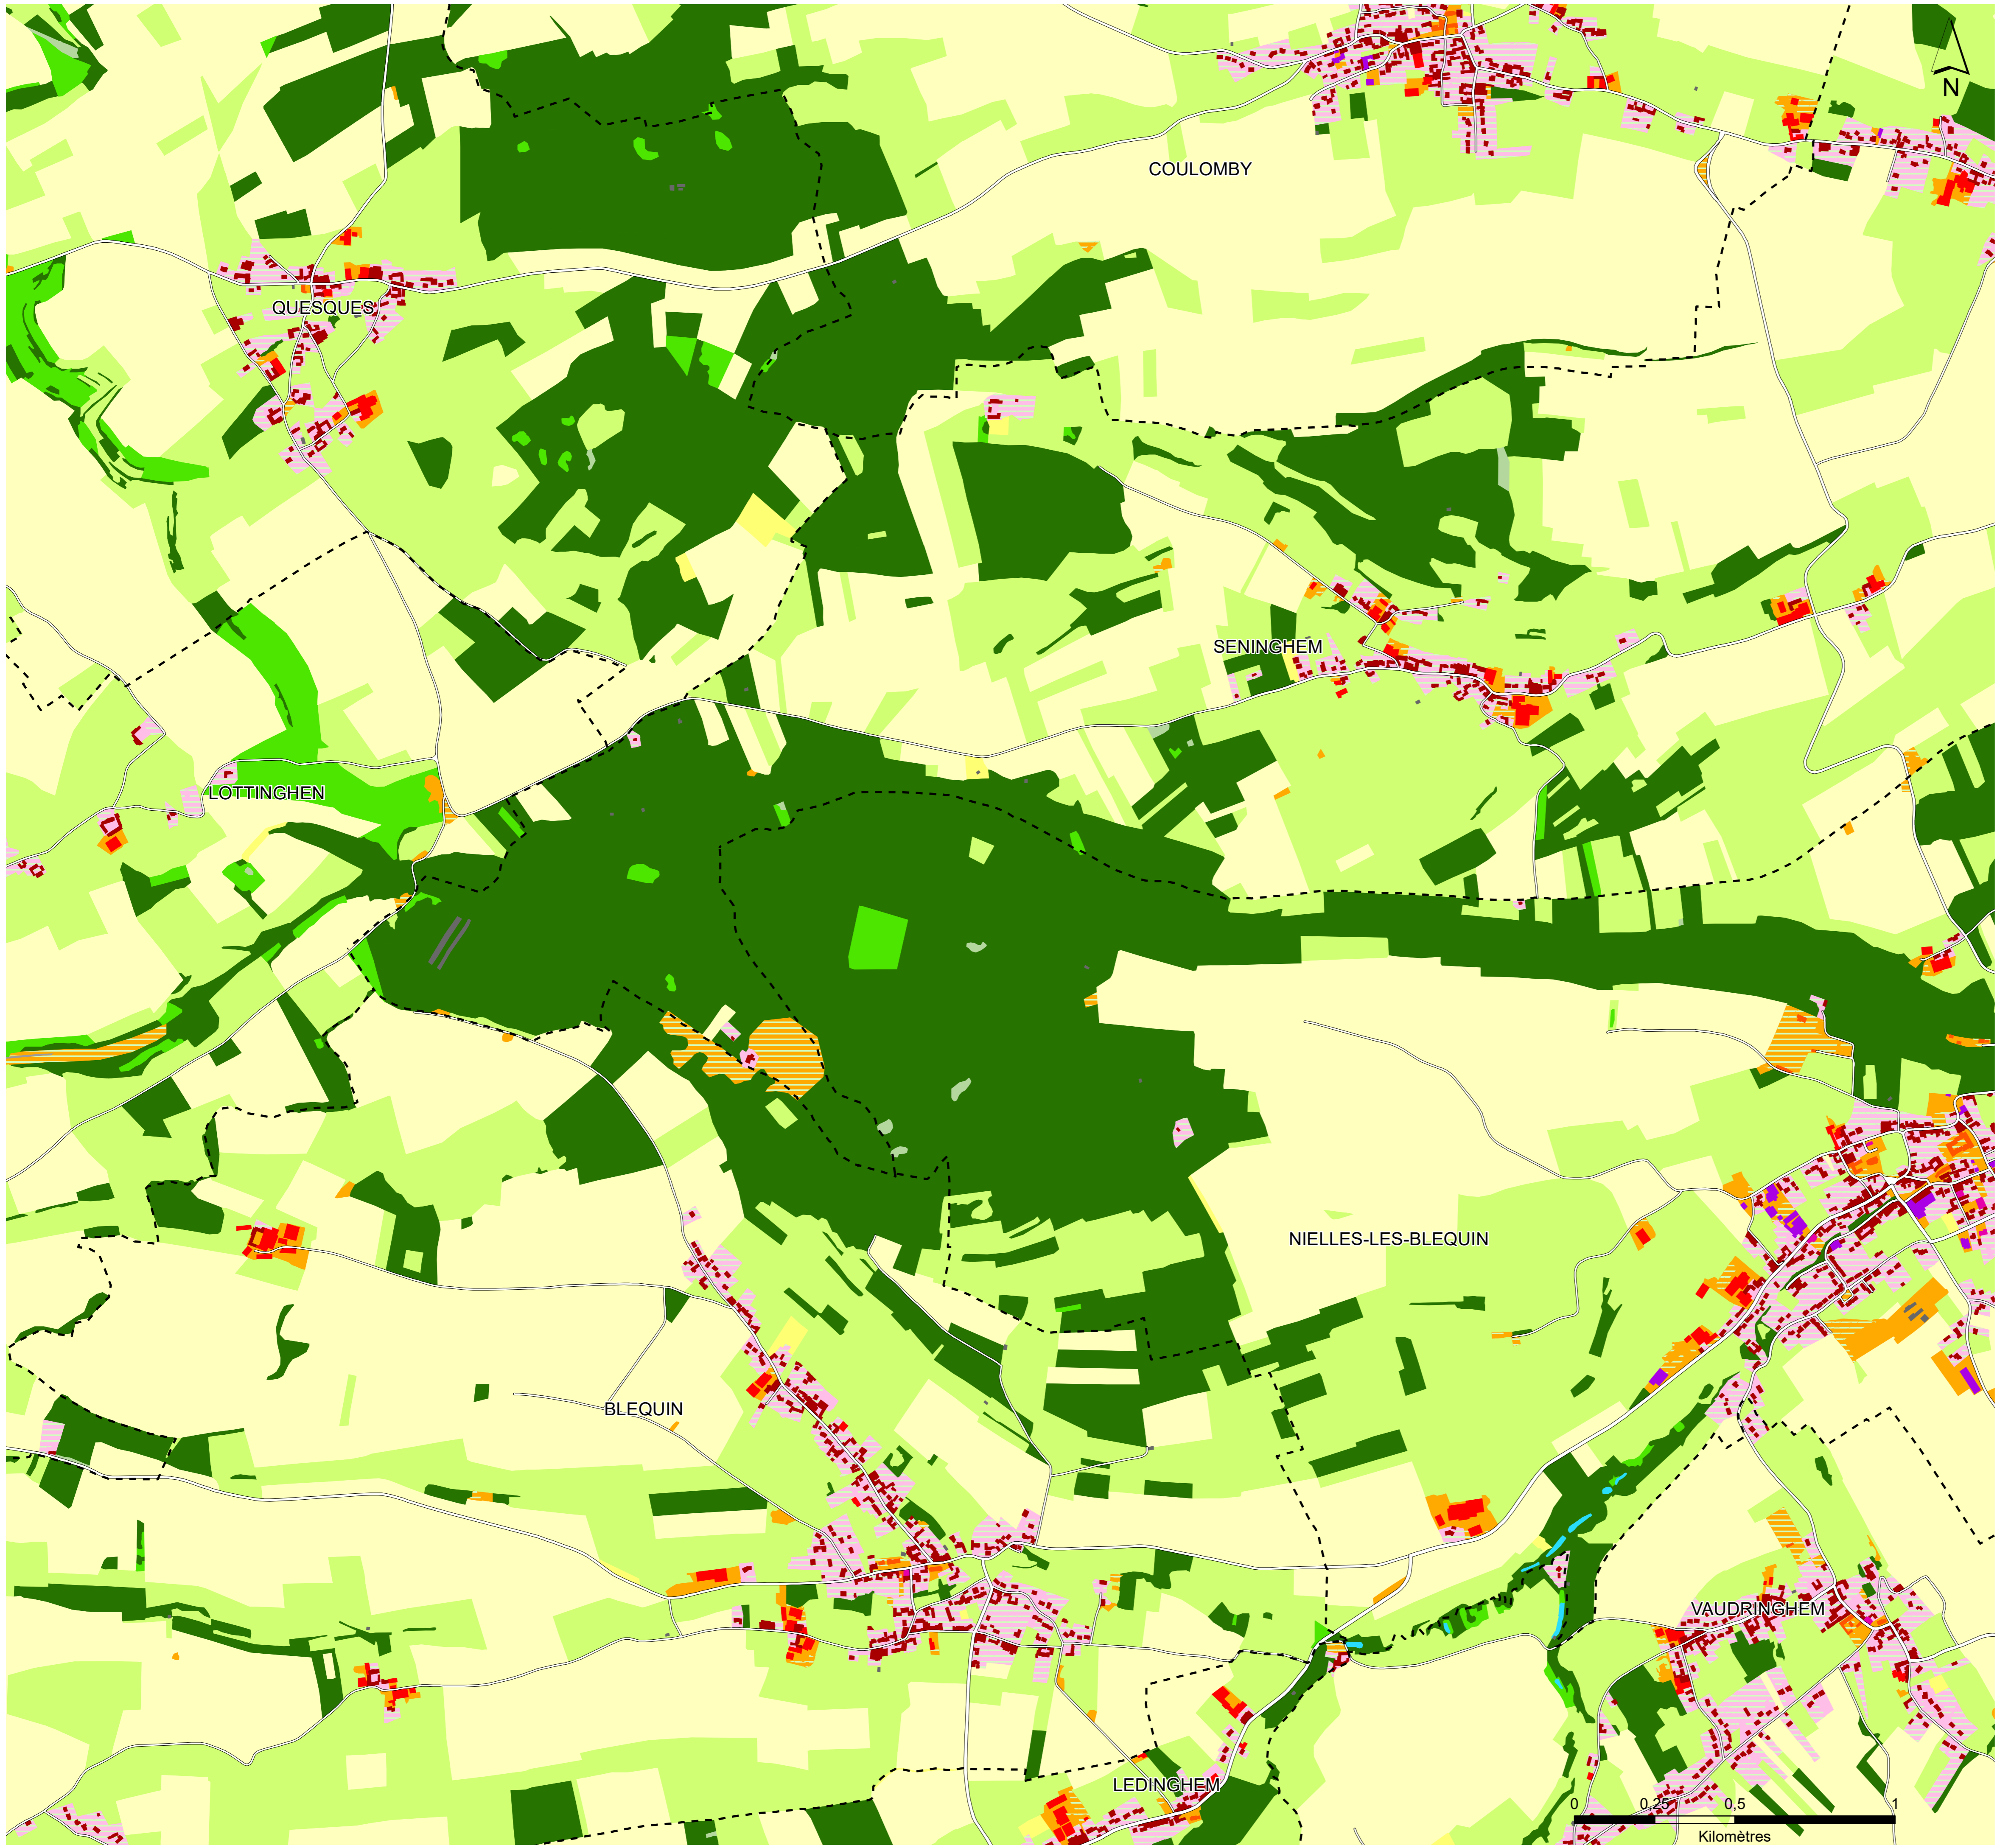 N
COULOMBY
QUESQUES
SENINGHEM
LOTTINGHEN
NIELLES-LES-BLEQUIN
BLEQUIN
VAUDRINGHEM
LEDINGHEM
0 0,25 0,5 1
Kilomètres